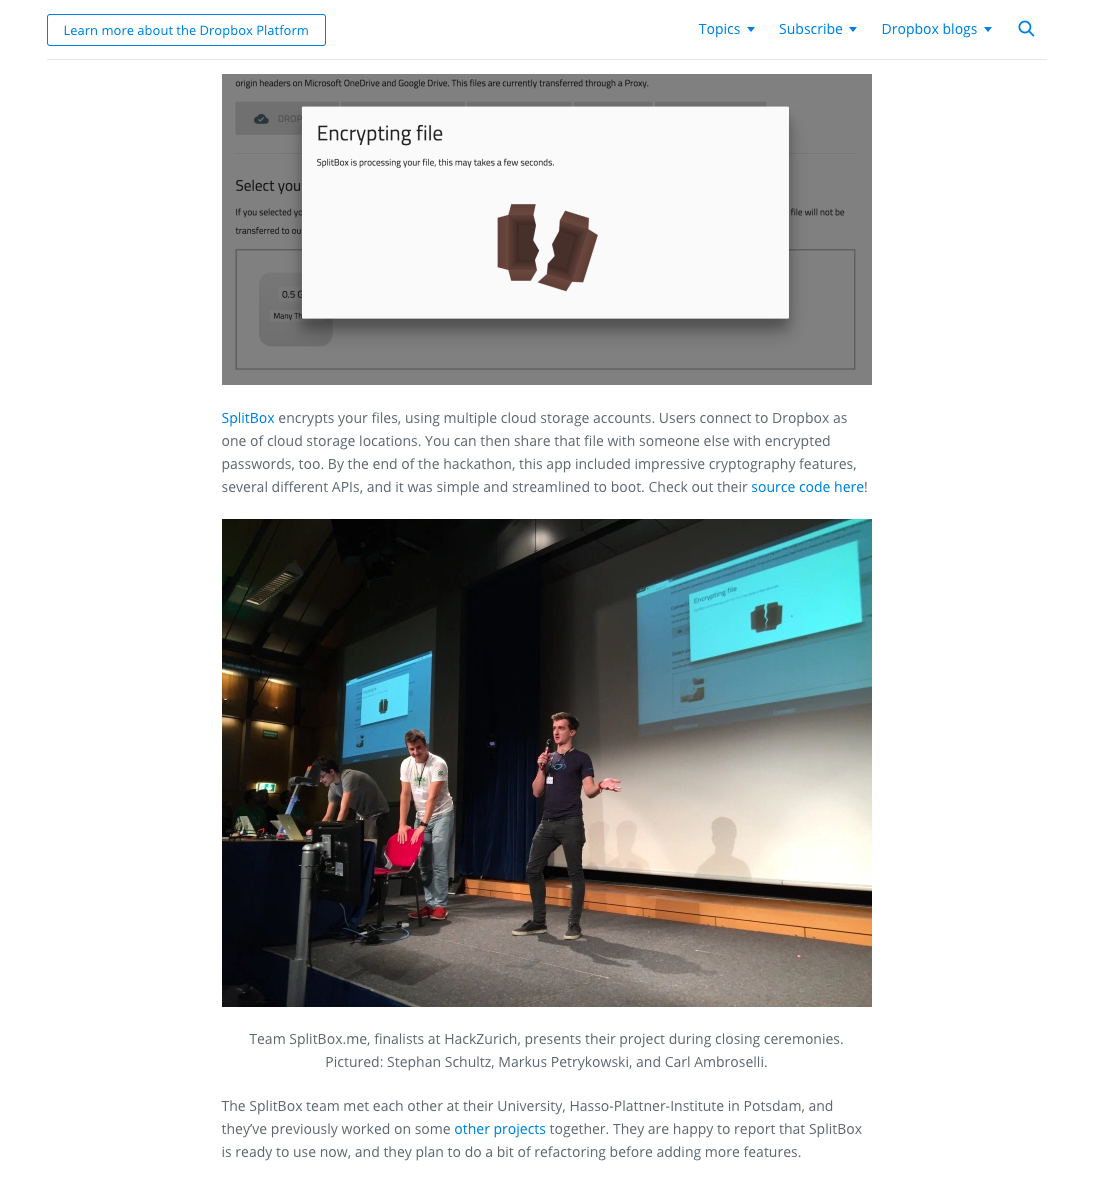 Learn more about the Dropbox Platform
Topics Subscribe Dropbox blogs
origin headers on Microsoft OneDrive and Google Drive. This files are currently transferred through a Proxy.
DROP
Encrypting file
SplitBox is processing your file, this may takes a few seconds.
Select you
If you selected yo file will not be
transferred to ou
0.5 G
Many Th
SplitBox encrypts your files, using multiple cloud storage accounts. Users connect to Dropbox as
one of cloud storage locations. You can then share that file with someone else with encrypted
passwords, too. By the end of the hackathon, this app included impressive cryptography features,
several different APIs, and it was simple and streamlined to boot. Check out their source code here!
Encrypting file
Team SplitBox.me, finalists at HackZurich, presents their project during closing ceremonies.
Pictured: Stephan Schultz, Markus Petrykowski, and Carl Ambroselli.
The SplitBox team met each other at their University, Hasso-Plattner-Institute in Potsdam, and
they’ve previously worked on some other projects together. They are happy to report that SplitBox
is ready to use now, and they plan to do a bit of refactoring before adding more features.